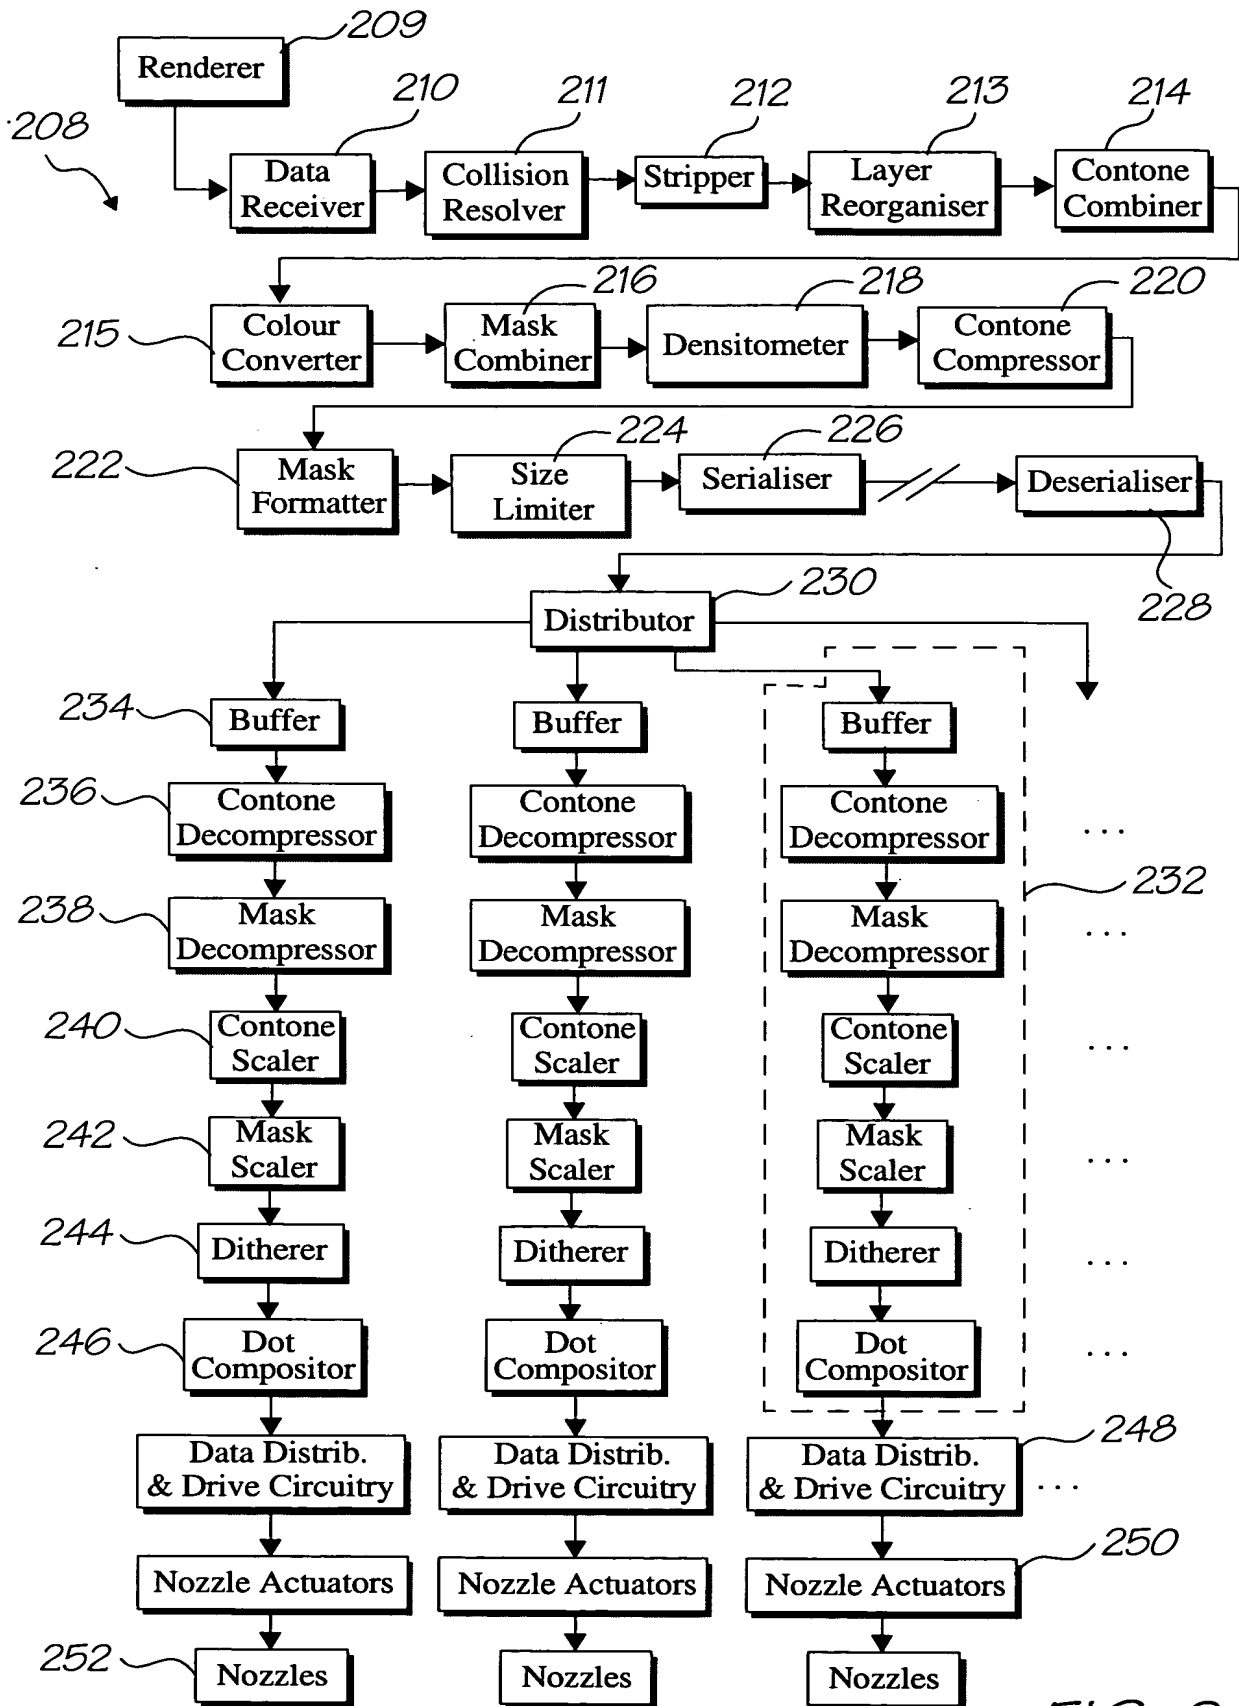 209
Renderer
208
210
211
212
213
214
Data
Receiver
Collision
Resolver
Stripper
Layer
Reorganiser
Contone
Combiner
216
218
220
215
Colour
Converter
Mask
Combiner
Densitometer
Contone
Compressor
224
226
222
Mask
Formatter
Size
Limiter
Serialiser
Deserialiser
228
230
Distributor
234
Buffer
Buffer
Buffer
236
Contone
Decompressor
Contone
Decompressor
Contone
Decompressor
...
232
238
Mask
Decompressor
Mask
Decompressor
Mask
Decompressor
...
240
Contone
Scaler
Contone
Scaler
Contone
Scaler
...
242
Mask
Scaler
Mask
Scaler
Mask
Scaler
...
244
Ditherer
Ditherer
Ditherer
...
246
Dot
Compositor
Dot
Compositor
Dot
Compositor
...
248
Data Distrib.
& Drive Circuitry
Data Distrib.
& Drive Circuitry
Data Distrib.
& Drive Circuitry
...
250
Nozzle Actuators
Nozzle Actuators
Nozzle Actuators
252
Nozzles
Nozzles
Nozzles